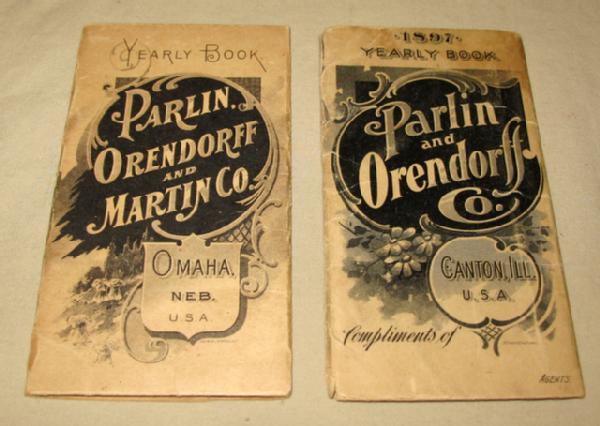 YEARLY BOOK
PARLIN.
ORENDORFF
AND
MARTIN CO.
OMAHA,
NEB.
U.S.A.
1897
YEARLY BOOK
Parlin
and
Orendorff
Co.
CANTON, ILL.
U.S.A.
Compliments of
AGENTS.